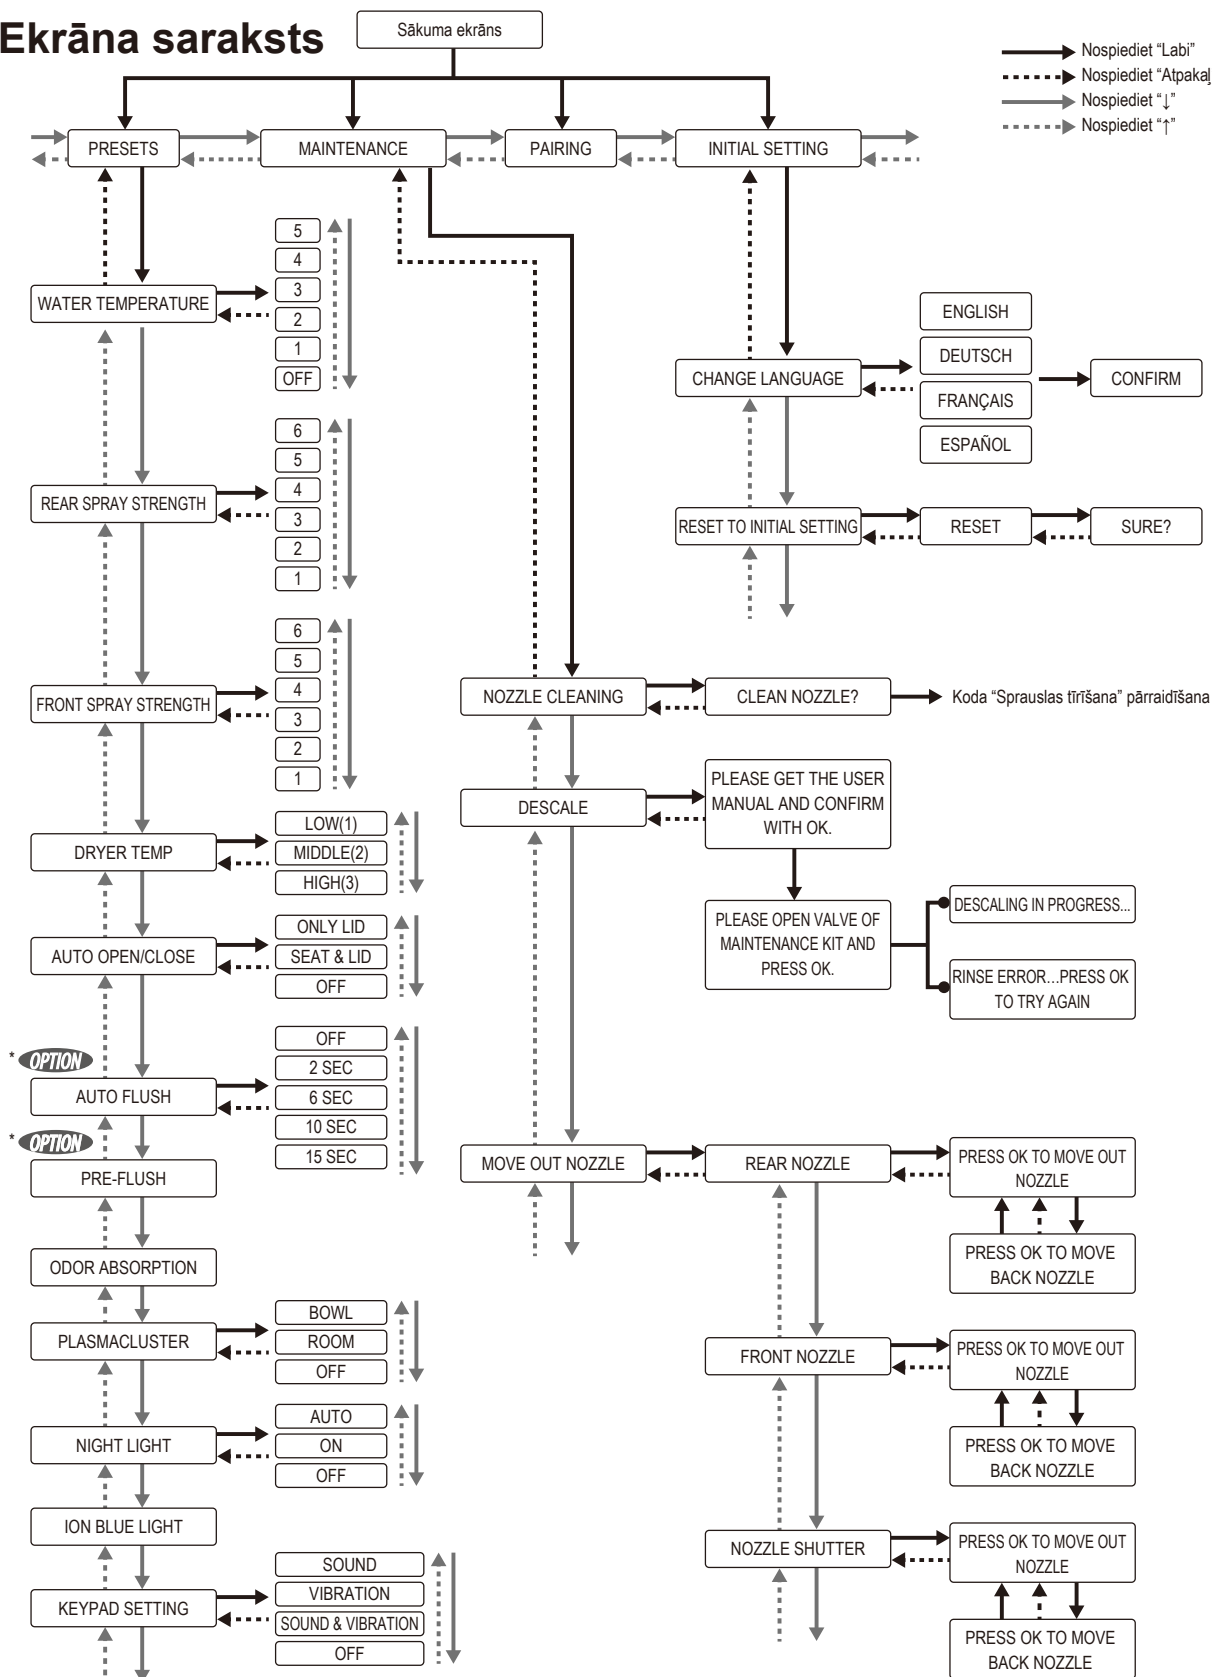 Ekrāna saraksts
Sākuma ekrāns
Nospiediet “Labi”
Nospiediet “Atpakaļ
Nospiediet “↓”
Nospiediet “↑”
PRESETS
MAINTENANCE
PAIRING
INITIAL SETTING
WATER TEMPERATURE
5
4
3
2
1
OFF
REAR SPRAY STRENGTH
6
5
4
3
2
1
FRONT SPRAY STRENGTH
6
5
4
3
2
1
DRYER TEMP
LOW(1)
MIDDLE(2)
HIGH(3)
AUTO OPEN/CLOSE
ONLY LID
SEAT & LID
OFF
* OPTION
AUTO FLUSH
OFF
2 SEC
6 SEC
10 SEC
15 SEC
* OPTION
PRE-FLUSH
ODOR ABSORPTION
PLASMACLUSTER
BOWL
ROOM
OFF
NIGHT LIGHT
AUTO
ON
OFF
ION BLUE LIGHT
KEYPAD SETTING
SOUND
VIBRATION
SOUND & VIBRATION
OFF
NOZZLE CLEANING
CLEAN NOZZLE?
Koda “Sprauslas tīrīšana” pārraidīšana
DESCALE
PLEASE GET THE USER
MANUAL AND CONFIRM
WITH OK.
PLEASE OPEN VALVE OF
MAINTENANCE KIT AND
PRESS OK.
DESCALING IN PROGRESS...
RINSE ERROR...PRESS OK
TO TRY AGAIN
MOVE OUT NOZZLE
REAR NOZZLE
PRESS OK TO MOVE OUT
NOZZLE
PRESS OK TO MOVE
BACK NOZZLE
FRONT NOZZLE
PRESS OK TO MOVE OUT
NOZZLE
PRESS OK TO MOVE
BACK NOZZLE
NOZZLE SHUTTER
PRESS OK TO MOVE OUT
NOZZLE
PRESS OK TO MOVE
BACK NOZZLE
CHANGE LANGUAGE
ENGLISH
DEUTSCH
FRANÇAIS
ESPAÑOL
CONFIRM
RESET TO INITIAL SETTING
RESET
SURE?